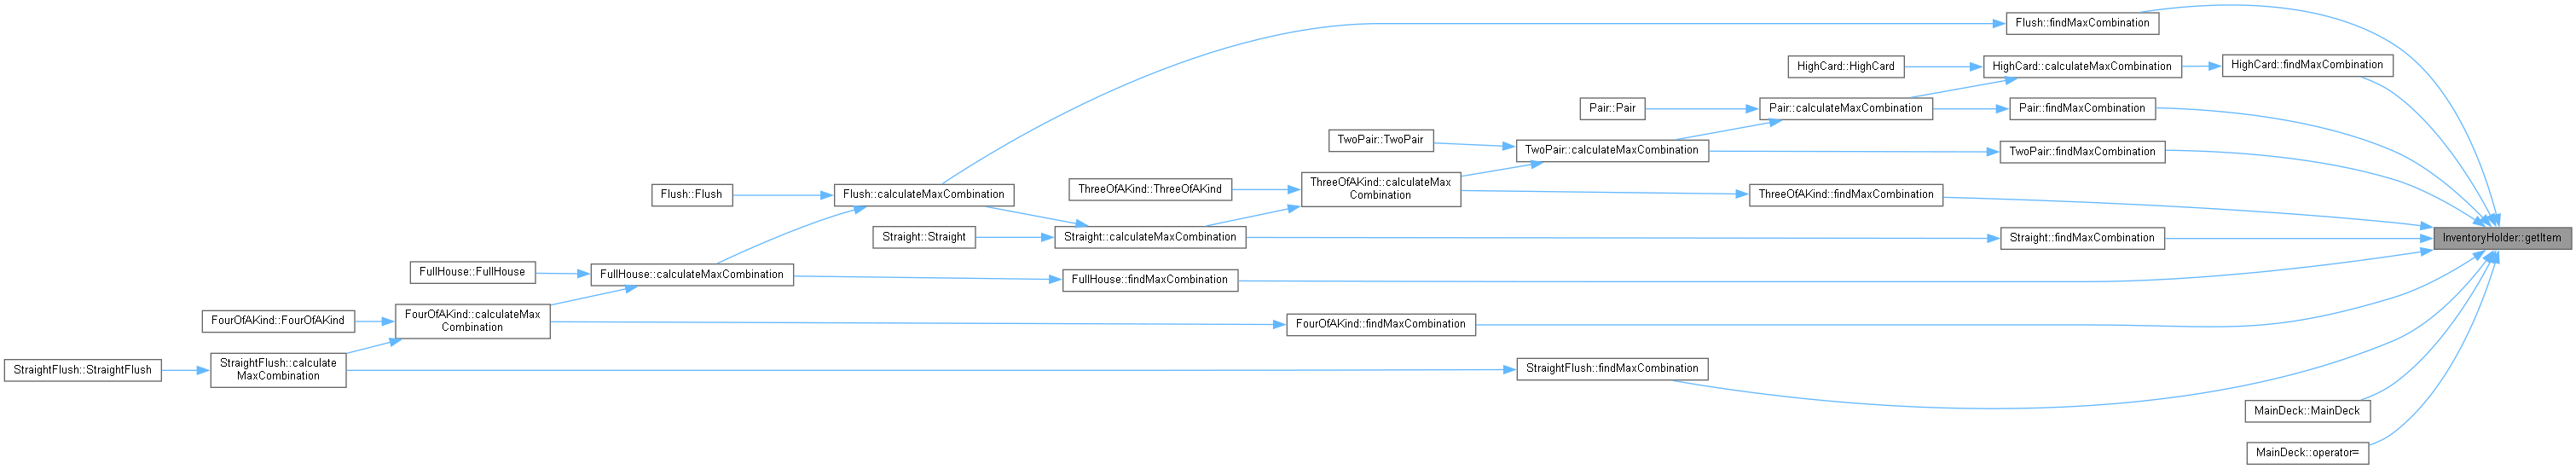 Flush::findMaxCombination
HighCard::HighCard
HighCard::calculateMaxCombination
HighCard::findMaxCombination
Pair::Pair
Pair::calculateMaxCombination
Pair::findMaxCombination
TwoPair::TwoPair
TwoPair::calculateMaxCombination
TwoPair::findMaxCombination
Flush::Flush
Flush::calculateMaxCombination
ThreeOfAKind::ThreeOfAKind
ThreeOfAKind::calculateMax
Combination
ThreeOfAKind::findMaxCombination
Straight::Straight
Straight::calculateMaxCombination
Straight::findMaxCombination
InventoryHolder::getItem
FullHouse::FullHouse
FullHouse::calculateMaxCombination
FullHouse::findMaxCombination
FourOfAKind::FourOfAKind
FourOfAKind::calculateMax
Combination
FourOfAKind::findMaxCombination
StraightFlush::StraightFlush
StraightFlush::calculate
MaxCombination
StraightFlush::findMaxCombination
MainDeck::MainDeck
MainDeck::operator=